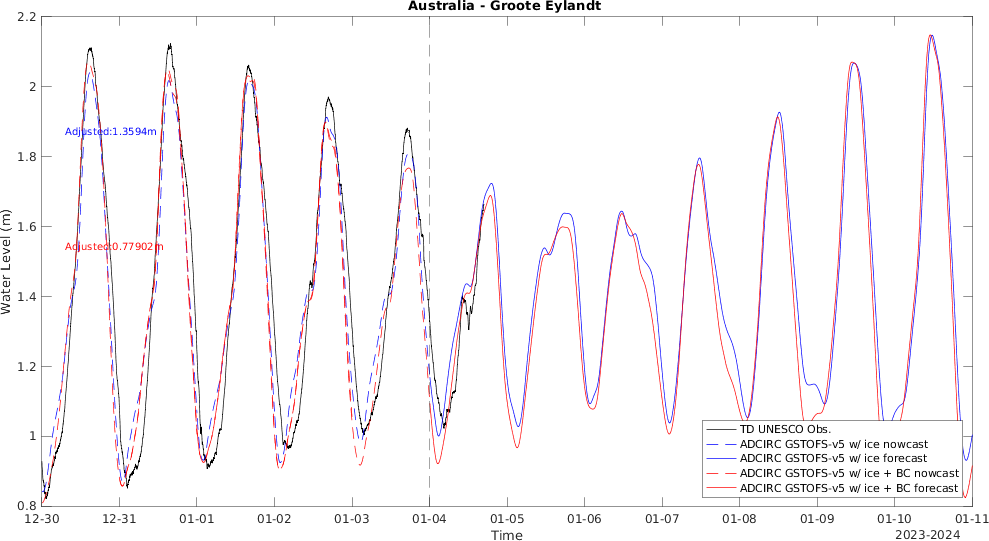 Australia - Groote Eylandt
Water Level (m)
2.2
2
1.8
1.6
1.4
1.2
1
0.8
Adjusted:1.3594m
Adjusted:0.77902m
TD UNESCO Obs.
ADCIRC GSTOFS-v5 w/ ice nowcast
ADCIRC GSTOFS-v5 w/ ice forecast
ADCIRC GSTOFS-v5 w/ ice + BC nowcast
ADCIRC GSTOFS-v5 w/ ice + BC forecast
12-30 12-31 01-01 01-02 01-03 01-04 01-05 01-06 01-07 01-08 01-09 01-10 01-11
Time
2023-2024